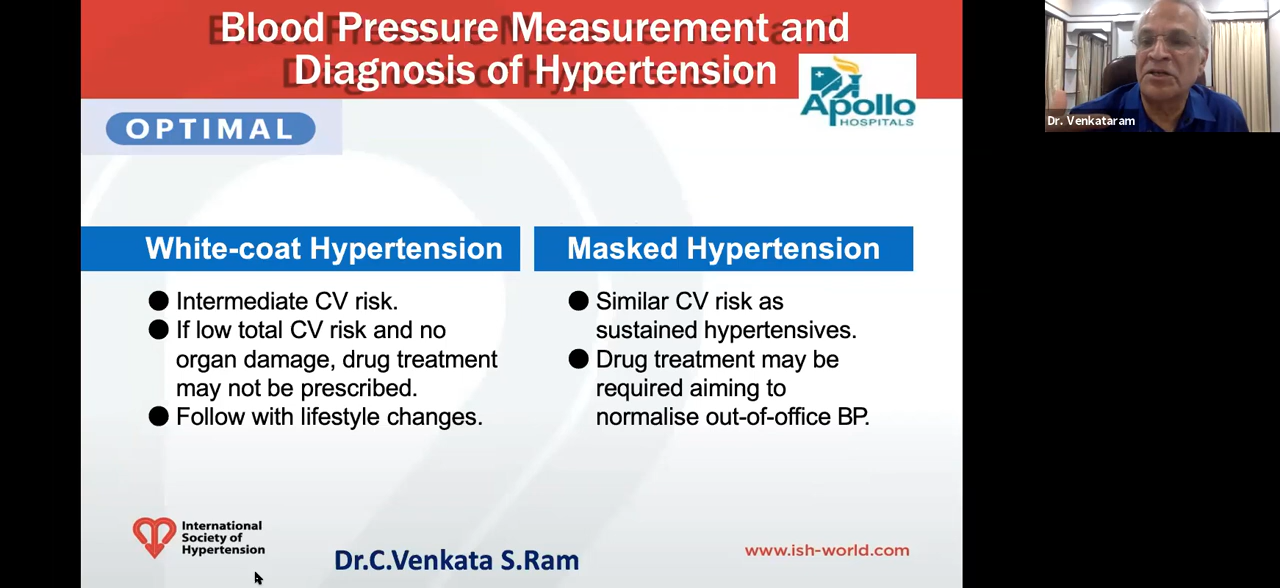 Blood Pressure Measurement and
Diagnosis of Hypertension
Apollo
HOSPITALS
Dr. Venkataram
OPTIMAL
White-coat Hypertension
● Intermediate CV risk.
● If low total CV risk and no
organ damage, drug treatment
may not be prescribed.
● Follow with lifestyle changes.
Masked Hypertension
● Similar CV risk as
sustained hypertensives.
● Drug treatment may be
required aiming to
normalise out-of-office BP.
International
Society of
Hypertension
Dr.C.Venkata S.Ram
www.ish-world.com